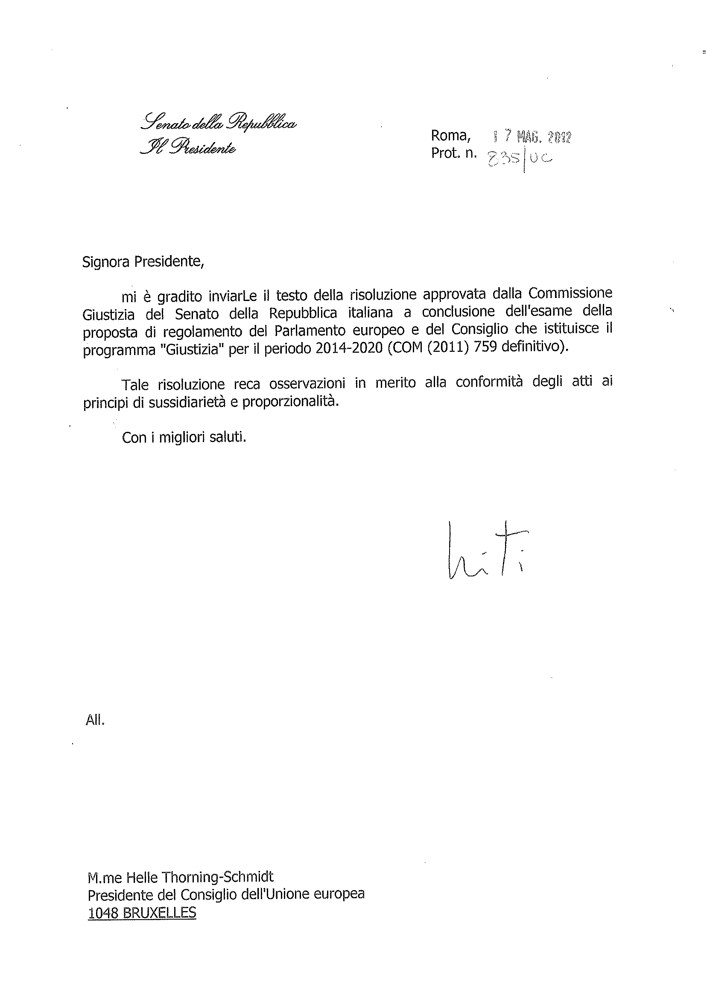 Senato della Repubblica
Il Presidente
Roma, 17 MAG. 2012
Prot. n. 835/UC
Signora Presidente,
mi è gradito inviarLe il testo della risoluzione approvata dalla Commissione
Giustizia del Senato della Repubblica italiana a conclusione dell'esame della
proposta di regolamento del Parlamento europeo e del Consiglio che istituisce il
programma "Giustizia" per il periodo 2014-2020 (COM (2011) 759 definitivo).
Tale risoluzione reca osservazioni in merito alla conformità degli atti ai
principi di sussidiarietà e proporzionalità.
Con i migliori saluti.
All.
M.me Helle Thorning-Schmidt
Presidente del Consiglio dell'Unione europea
1048 BRUXELLES